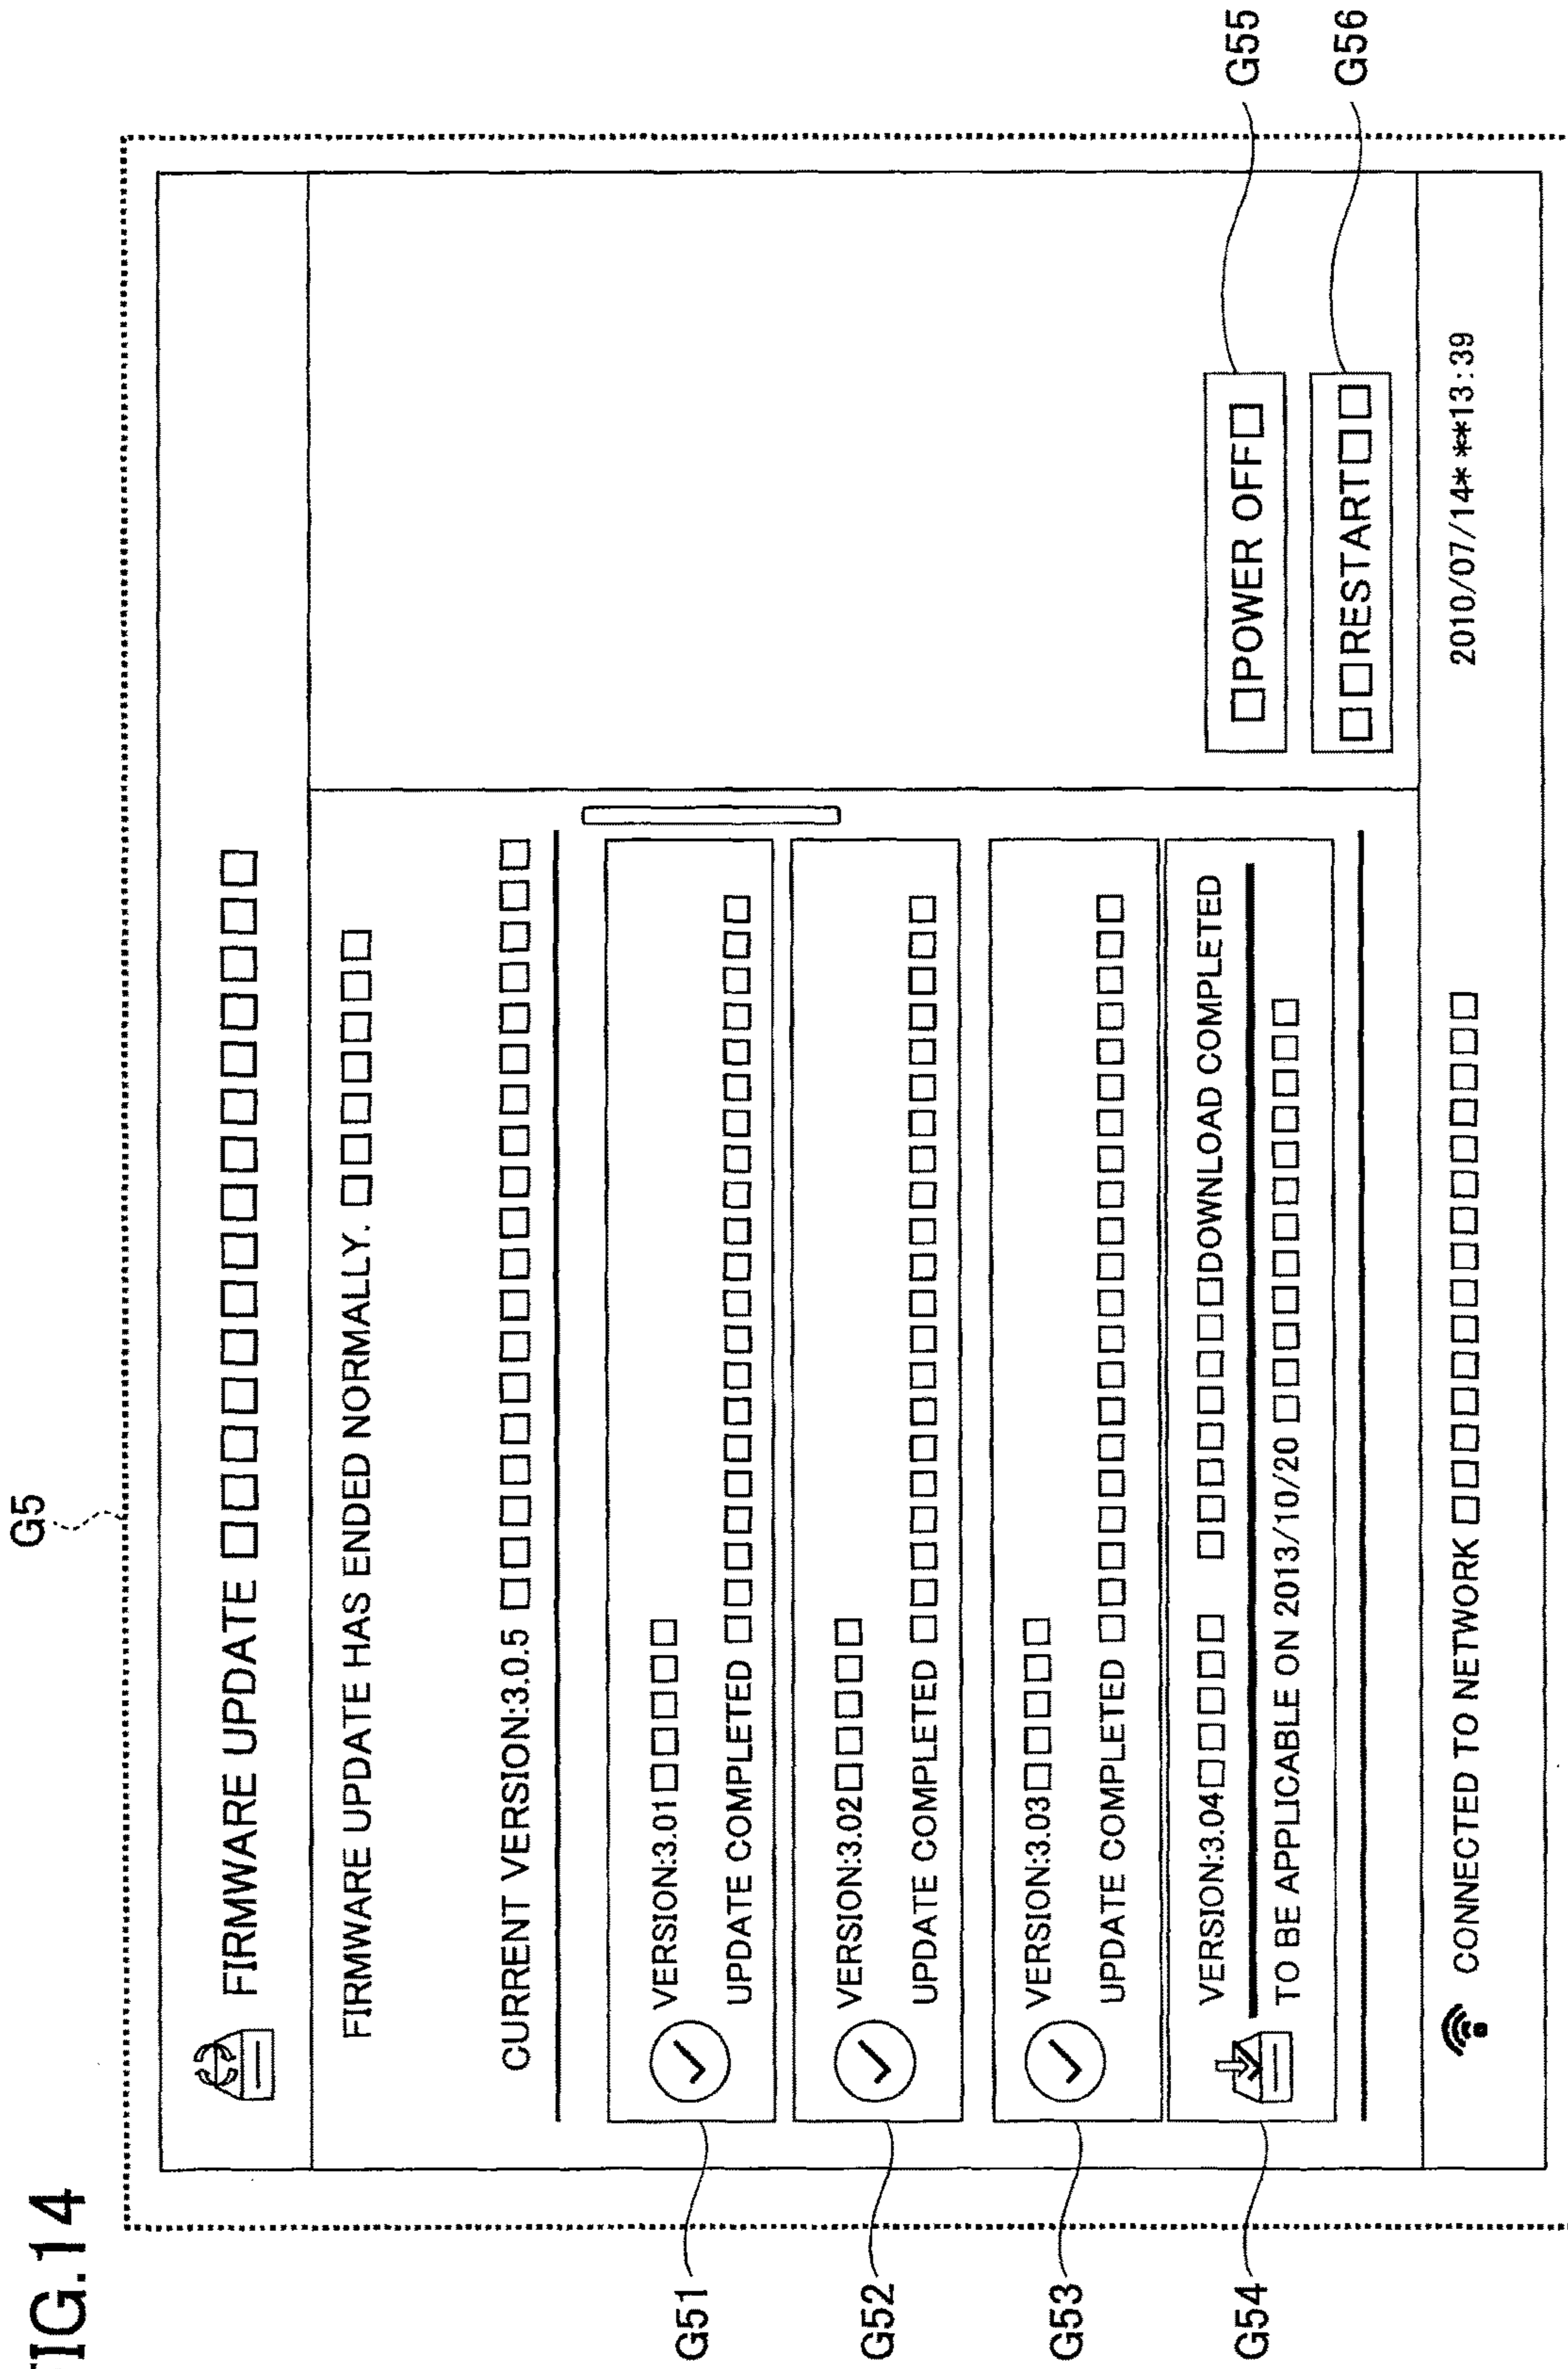 FIG.14
G5
FIRMWARE UPDATE
FIRMWARE UPDATE HAS ENDED NORMALLY.
CURRENT VERSION:3.0.5
G51
VERSION:3.01
UPDATE COMPLETED
G52
VERSION:3.02
UPDATE COMPLETED
G53
VERSION:3.03
UPDATE COMPLETED
G54
VERSION:3.04 DOWNLOAD COMPLETED
TO BE APPLICABLE ON 2013/10/20
POWER OFF
G55
RESTART
G56
CONNECTED TO NETWORK
2010/07/14**13:39